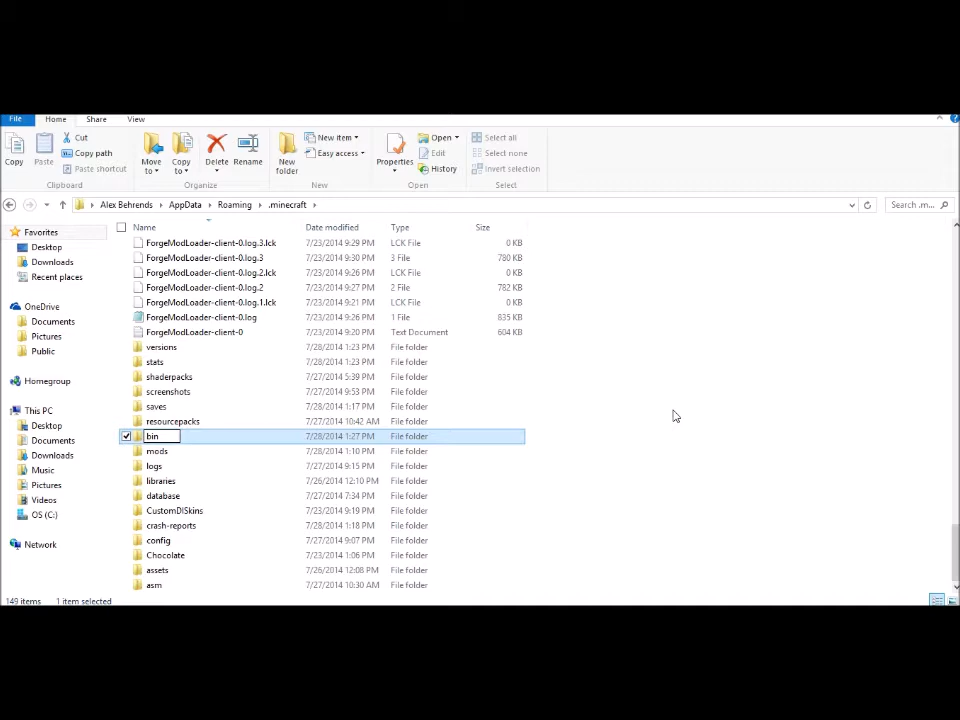 File Home Share View
Cut
Copy path
Paste shortcut
Copy Paste
Clipboard
Move to Copy to Delete Rename
Organize
New folder
New item
Easy access
New
Properties
Open
Edit
History
Open
Select all
Select none
Invert selection
Select
Alex Behrends AppData Roaming .minecraft
Search .m...
Favorites
Desktop
Downloads
Recent places
OneDrive
Documents
Pictures
Public
Homegroup
This PC
Desktop
Documents
Downloads
Music
Pictures
Videos
OS (C:)
Network
Name Date modified Type Size
ForgeModLoader-client-0.log.3.lck 7/23/2014 9:29 PM LCK File 0 KB
ForgeModLoader-client-0.log.3 7/23/2014 9:30 PM 3 File 780 KB
ForgeModLoader-client-0.log.2.lck 7/23/2014 9:26 PM LCK File 0 KB
ForgeModLoader-client-0.log.2 7/23/2014 9:27 PM 2 File 782 KB
ForgeModLoader-client-0.log.1.lck 7/23/2014 9:21 PM LCK File 0 KB
ForgeModLoader-client-0.log 7/23/2014 9:26 PM 1 File 835 KB
ForgeModLoader-client-0 7/23/2014 9:20 PM Text Document 604 KB
versions 7/28/2014 1:23 PM File folder
stats 7/28/2014 1:23 PM File folder
shaderpacks 7/27/2014 5:39 PM File folder
screenshots 7/27/2014 9:53 PM File folder
saves 7/28/2014 1:17 PM File folder
resourcepacks 7/27/2014 10:42 AM File folder
bin 7/28/2014 1:27 PM File folder
mods 7/28/2014 1:10 PM File folder
logs 7/27/2014 9:15 PM File folder
libraries 7/26/2014 12:10 PM File folder
database 7/27/2014 7:34 PM File folder
CustomDISkins 7/23/2014 9:19 PM File folder
crash-reports 7/28/2014 1:18 PM File folder
config 7/27/2014 9:07 PM File folder
Chocolate 7/23/2014 1:06 PM File folder
assets 7/26/2014 12:08 PM File folder
asm 7/27/2014 10:30 AM File folder
149 items 1 item selected